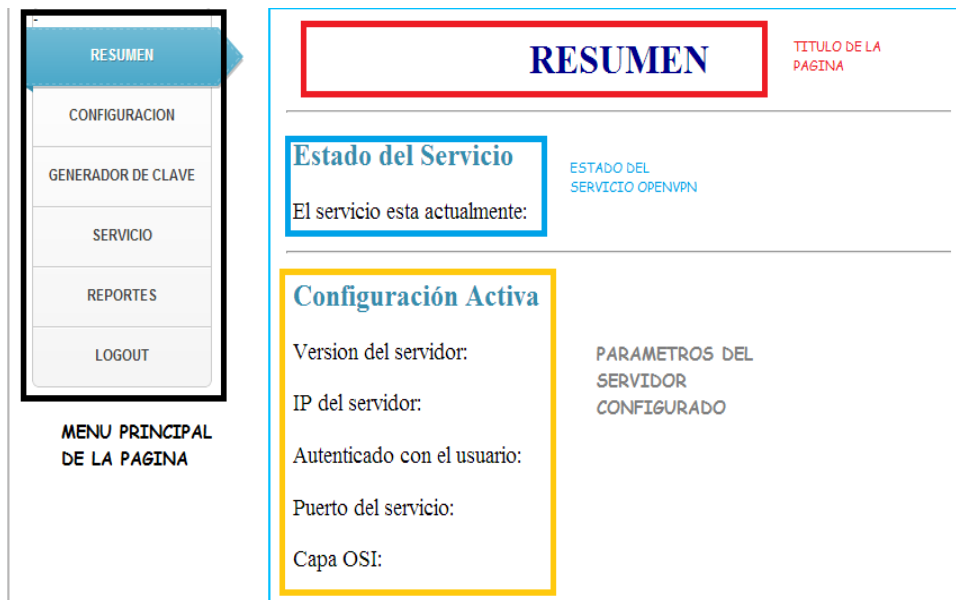 -
RESUMEN
CONFIGURACION
GENERADOR DE CLAVE
SERVICIO
REPORTES
LOGOUT
MENU PRINCIPAL
DE LA PAGINA
RESUMEN
TITULO DE LA
PAGINA
Estado del Servicio
El servicio esta actualmente:
ESTADO DEL
SERVICIO OPENVPN
Configuración Activa
Version del servidor:
IP del servidor:
Autenticado con el usuario:
Puerto del servicio:
Capa OSI:
PARAMETROS DEL
SERVIDOR
CONFIGURADO